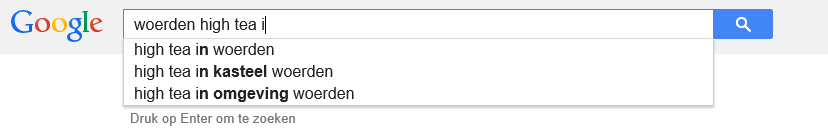 Google woerden high tea i
high tea in woerden
high tea in kasteel woerden
high tea in omgeving woerden
Druk op Enter om te zoeken